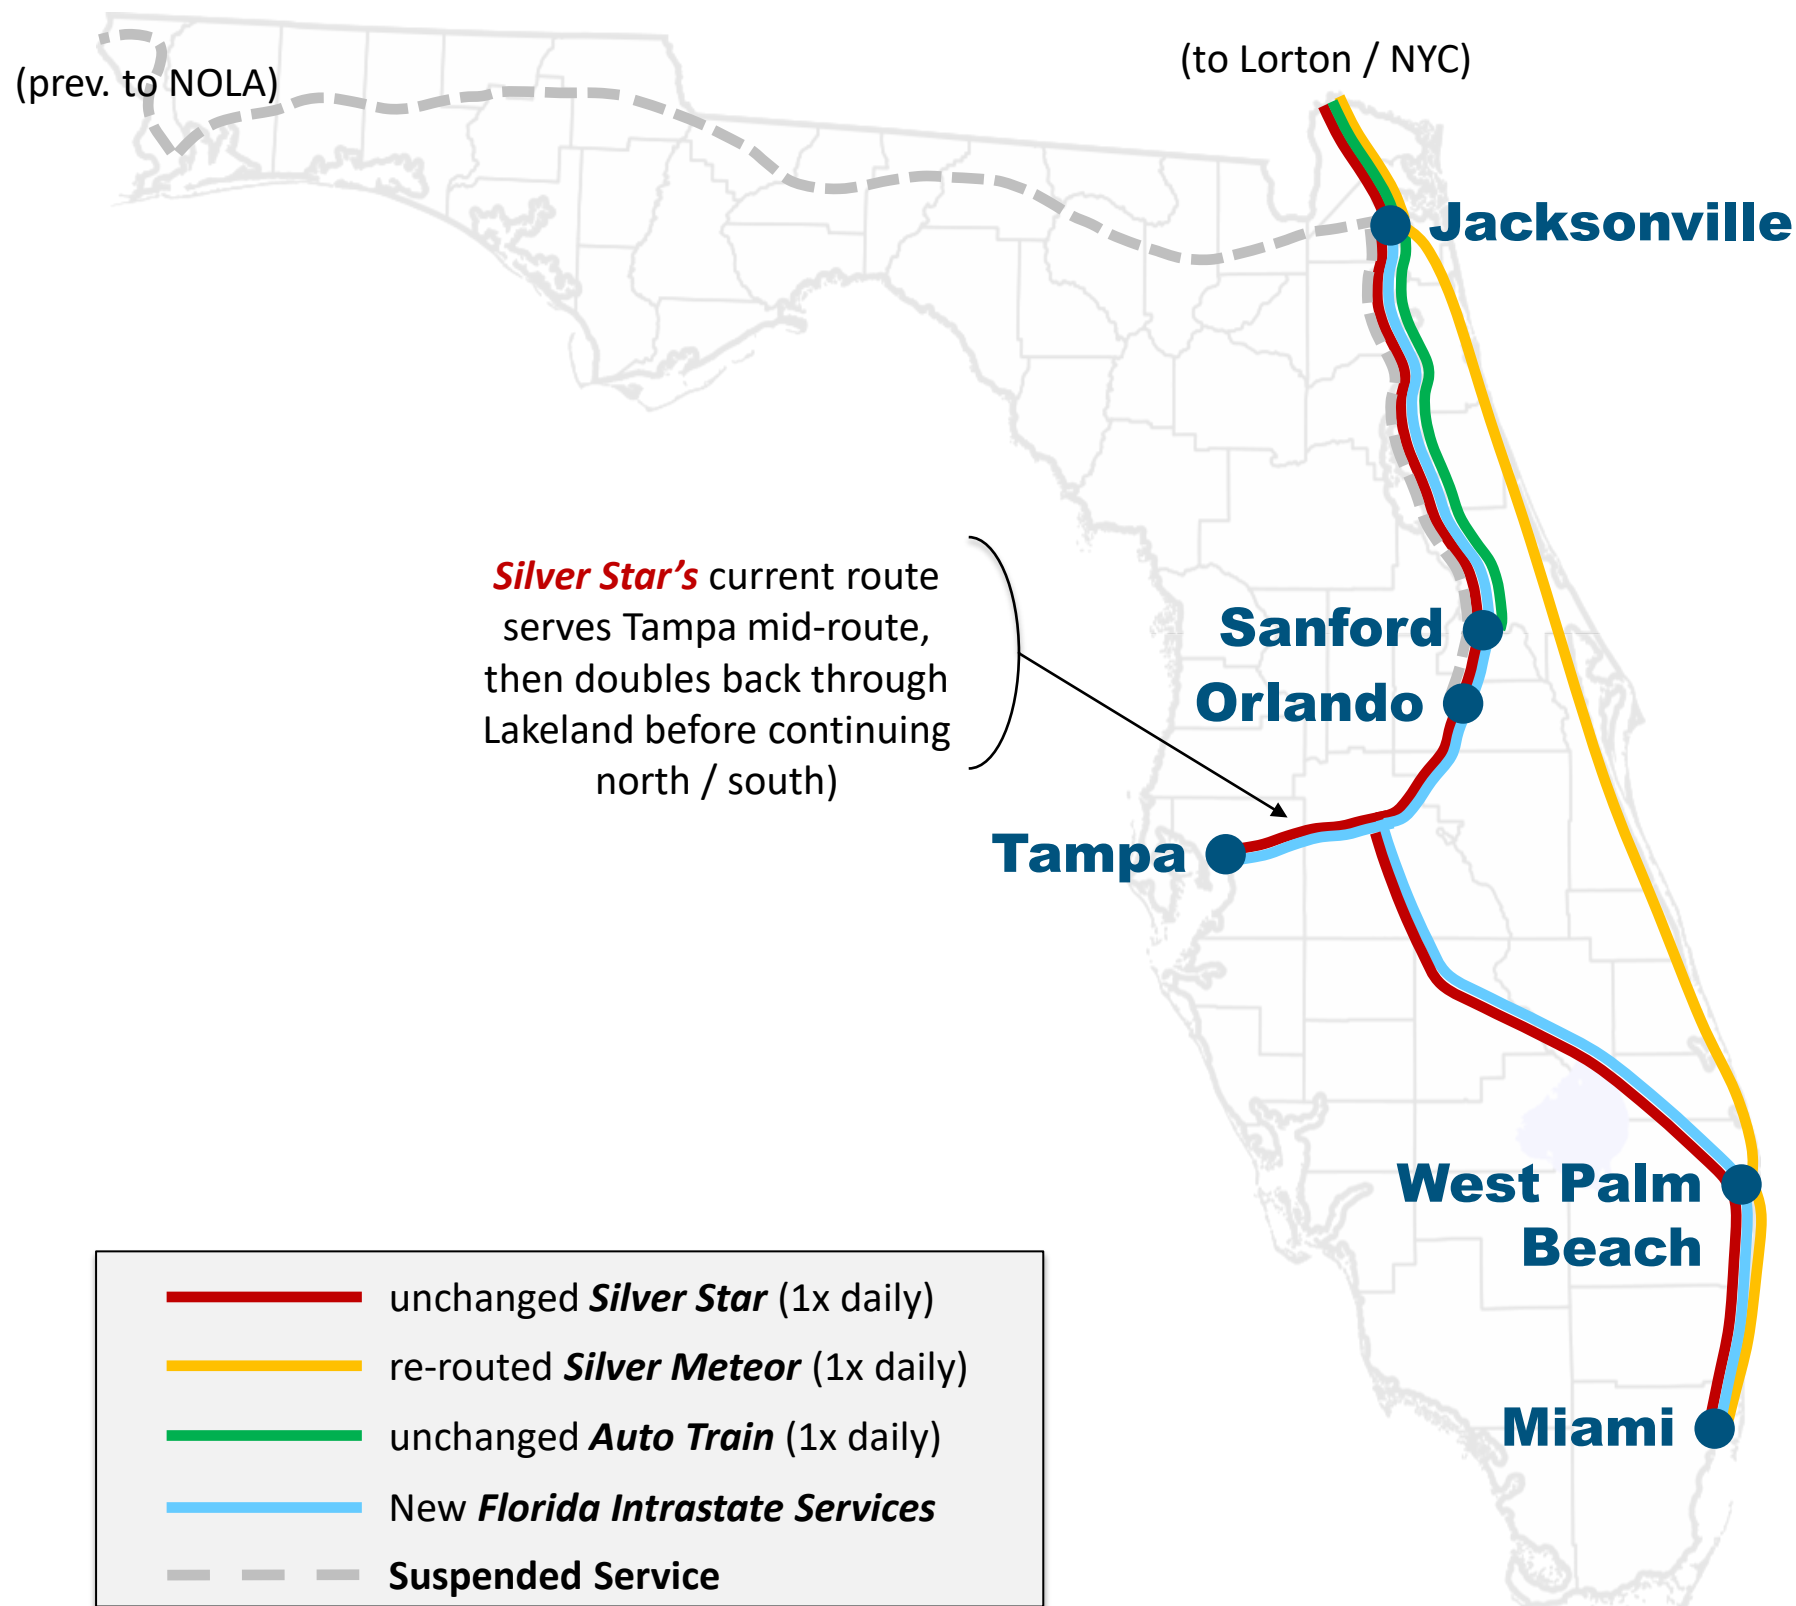 (prev. to NOLA)
(to Lorton / NYC)
Jacksonville
Silver Star’s current route
serves Tampa mid-route,
then doubles back through
Lakeland before continuing
north / south)
Sanford
Orlando
Tampa
West Palm
Beach
Miami
unchanged Silver Star (1x daily)
re-routed Silver Meteor (1x daily)
unchanged Auto Train (1x daily)
New Florida Intrastate Services
Suspended Service